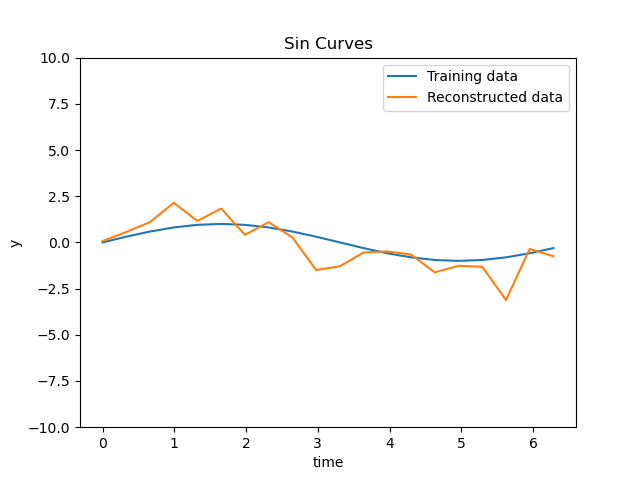 Sin Curves
Training data
Reconstructed data
10.0
7.5
5.0
2.5
0.0
−2.5
−5.0
−7.5
−10.0
y
0 1 2 3 4 5 6
time